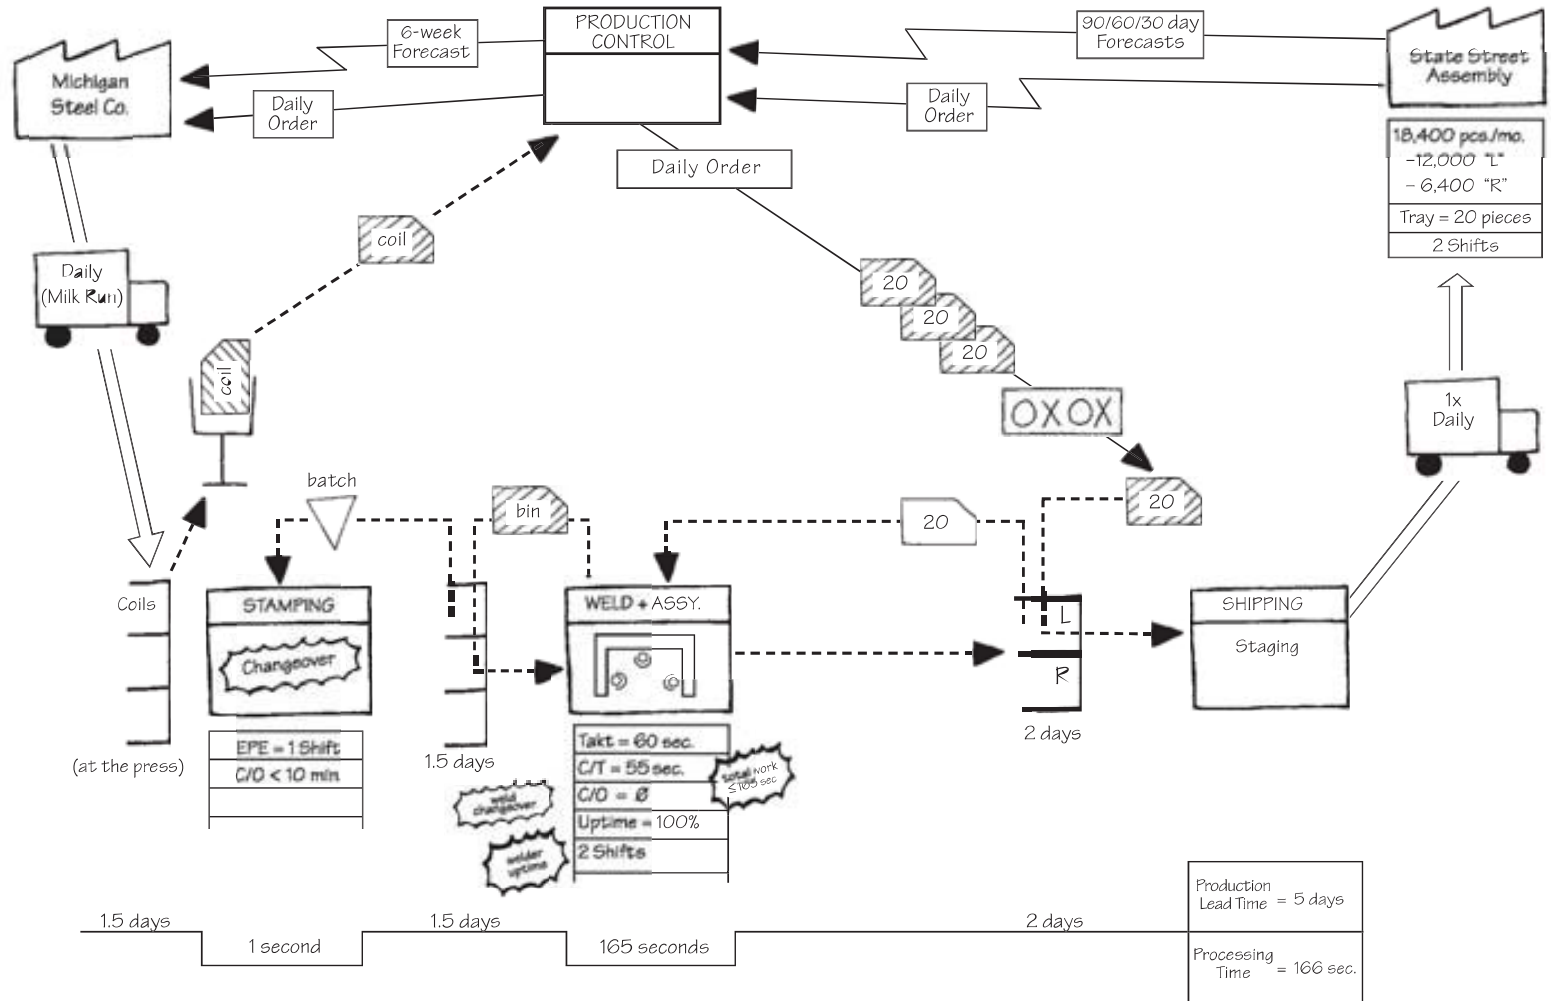 6-week
Forecast
PRODUCTION
CONTROL
90/60/30 day
Forecasts
Michigan
Steel Co.
State Street
Assembly
Daily
Order
Daily
Order
Daily Order
18,400 pcs./mo.
-12,000 "L"
- 6,400 "R"
Tray = 20 pieces
2 Shifts
coil
Daily
(Milk Run)
20
20
20
coil
OXOX
1x
Daily
batch
bin
20
20
Coils
STAMPING
WELD + ASSY.
L
SHIPPING
Changeover
Staging
R
(at the press)
EPE = 1 Shift
C/O < 10 min
1.5 days
2 days
Takt = 60 sec.
C/T = 55 sec.
C/O = Ø
Uptime = 100%
2 Shifts
total work
≤165 sec
weld
changeover
welder
uptime
1.5 days
1 second
1.5 days
165 seconds
2 days
Production
Lead Time = 5 days
Processing
Time = 166 sec.